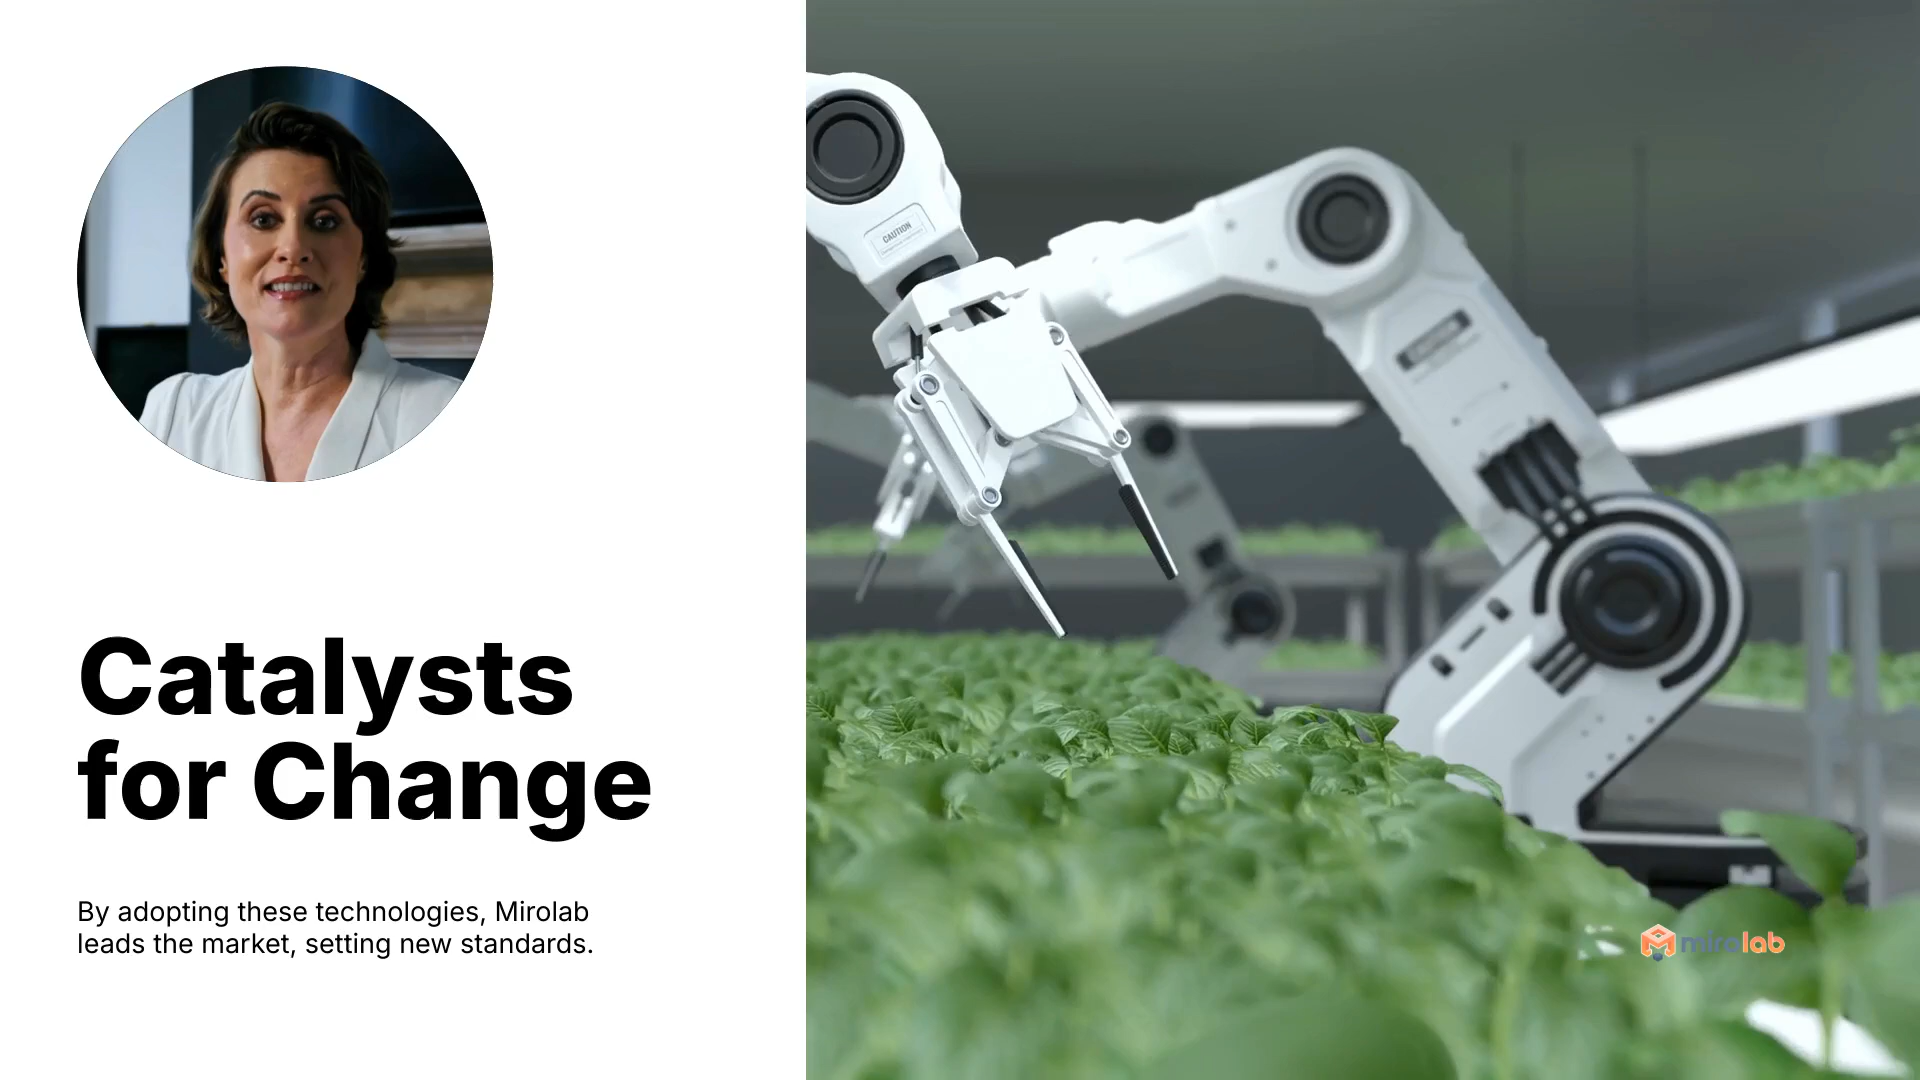 Catalysts
for Change
By adopting these technologies, Mirolab
leads the market, setting new standards.
CAUTION
mirolab